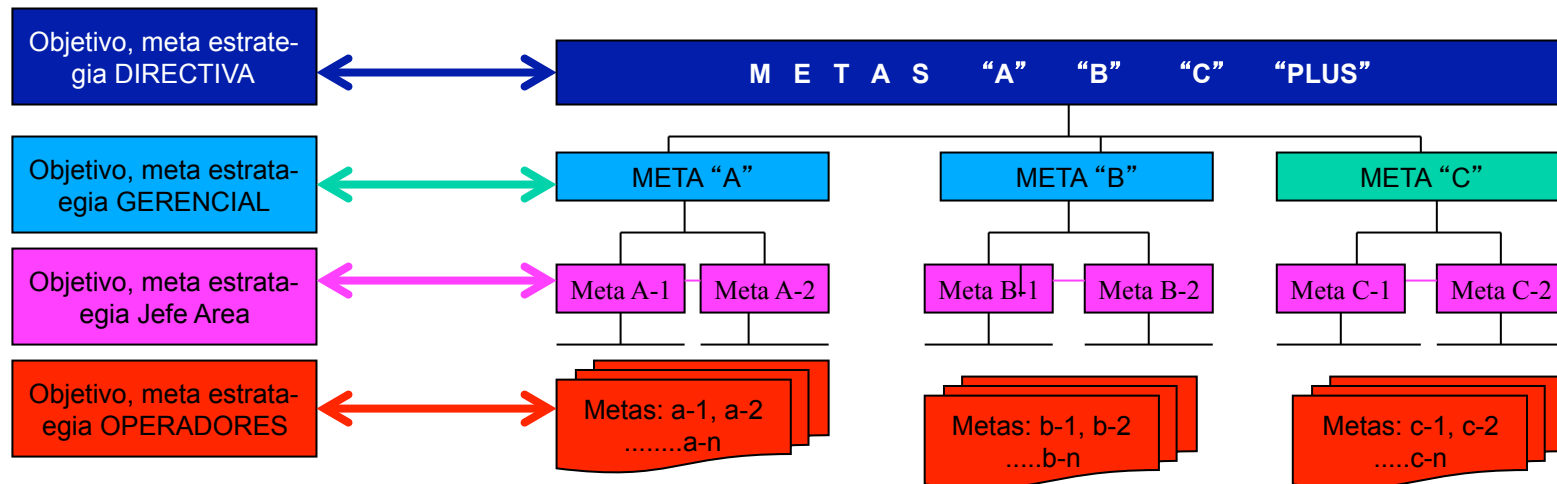 Objetivo, meta estrate-
gia DIRECTIVA
M E T A S “A” “B” “C” “PLUS”
Objetivo, meta estrata-
egia GERENCIAL
META “A”
META “B”
META “C”
Objetivo, meta estrata-
egia Jefe Area
Meta A-1
Meta A-2
Meta B-1
Meta B-2
Meta C-1
Meta C-2
Objetivo, meta estrata-
egia OPERADORES
Metas: a-1, a-2
........a-n
Metas: b-1, b-2
.....b-n
Metas: c-1, c-2
.....c-n